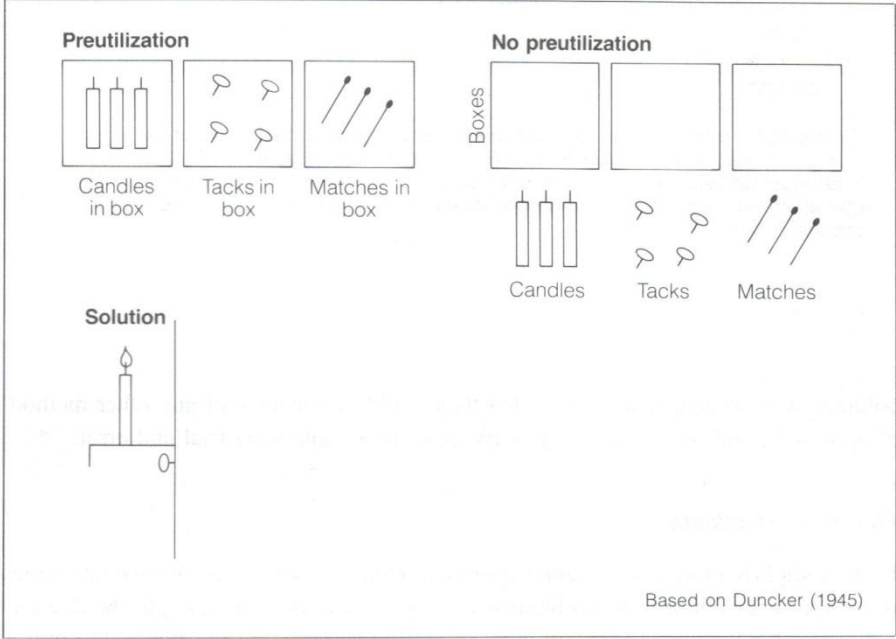 Preutilization
Candles
in box
Tacks in
box
Matches in
box
No preutilization
Boxes
Candles
Tacks
Matches
Solution
Based on Duncker (1945)